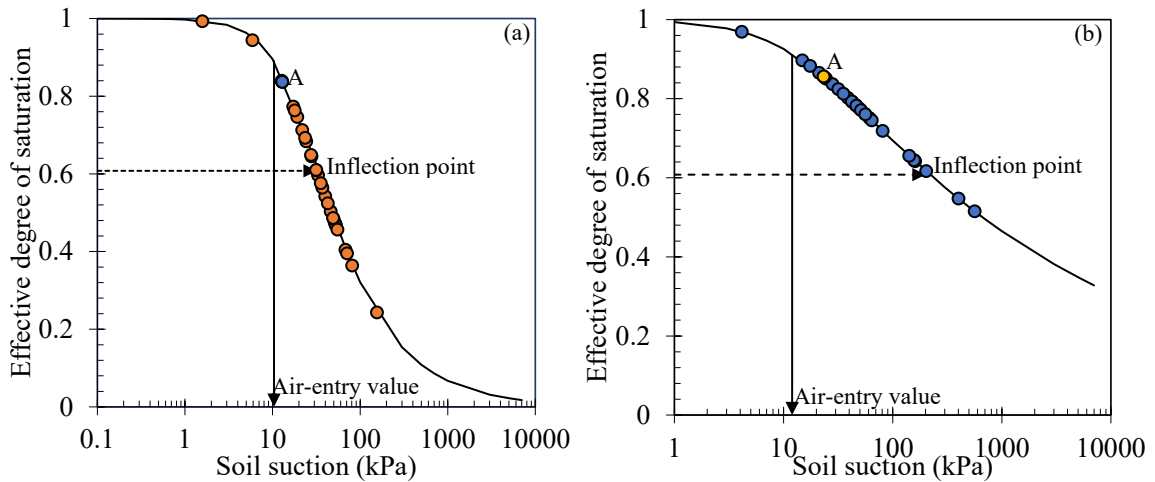 (a)
1
0.8
0.6
0.4
0.2
0
Effective degree of saturation
A
Inflection point
Air-entry value
0.1 1 10 100 1000 10000
Soil suction (kPa)
(b)
1
0.8
0.6
0.4
0.2
0
Effective degree of saturation
A
Inflection point
Air-entry value
1 10 100 1000 10000
Soil suction (kPa)